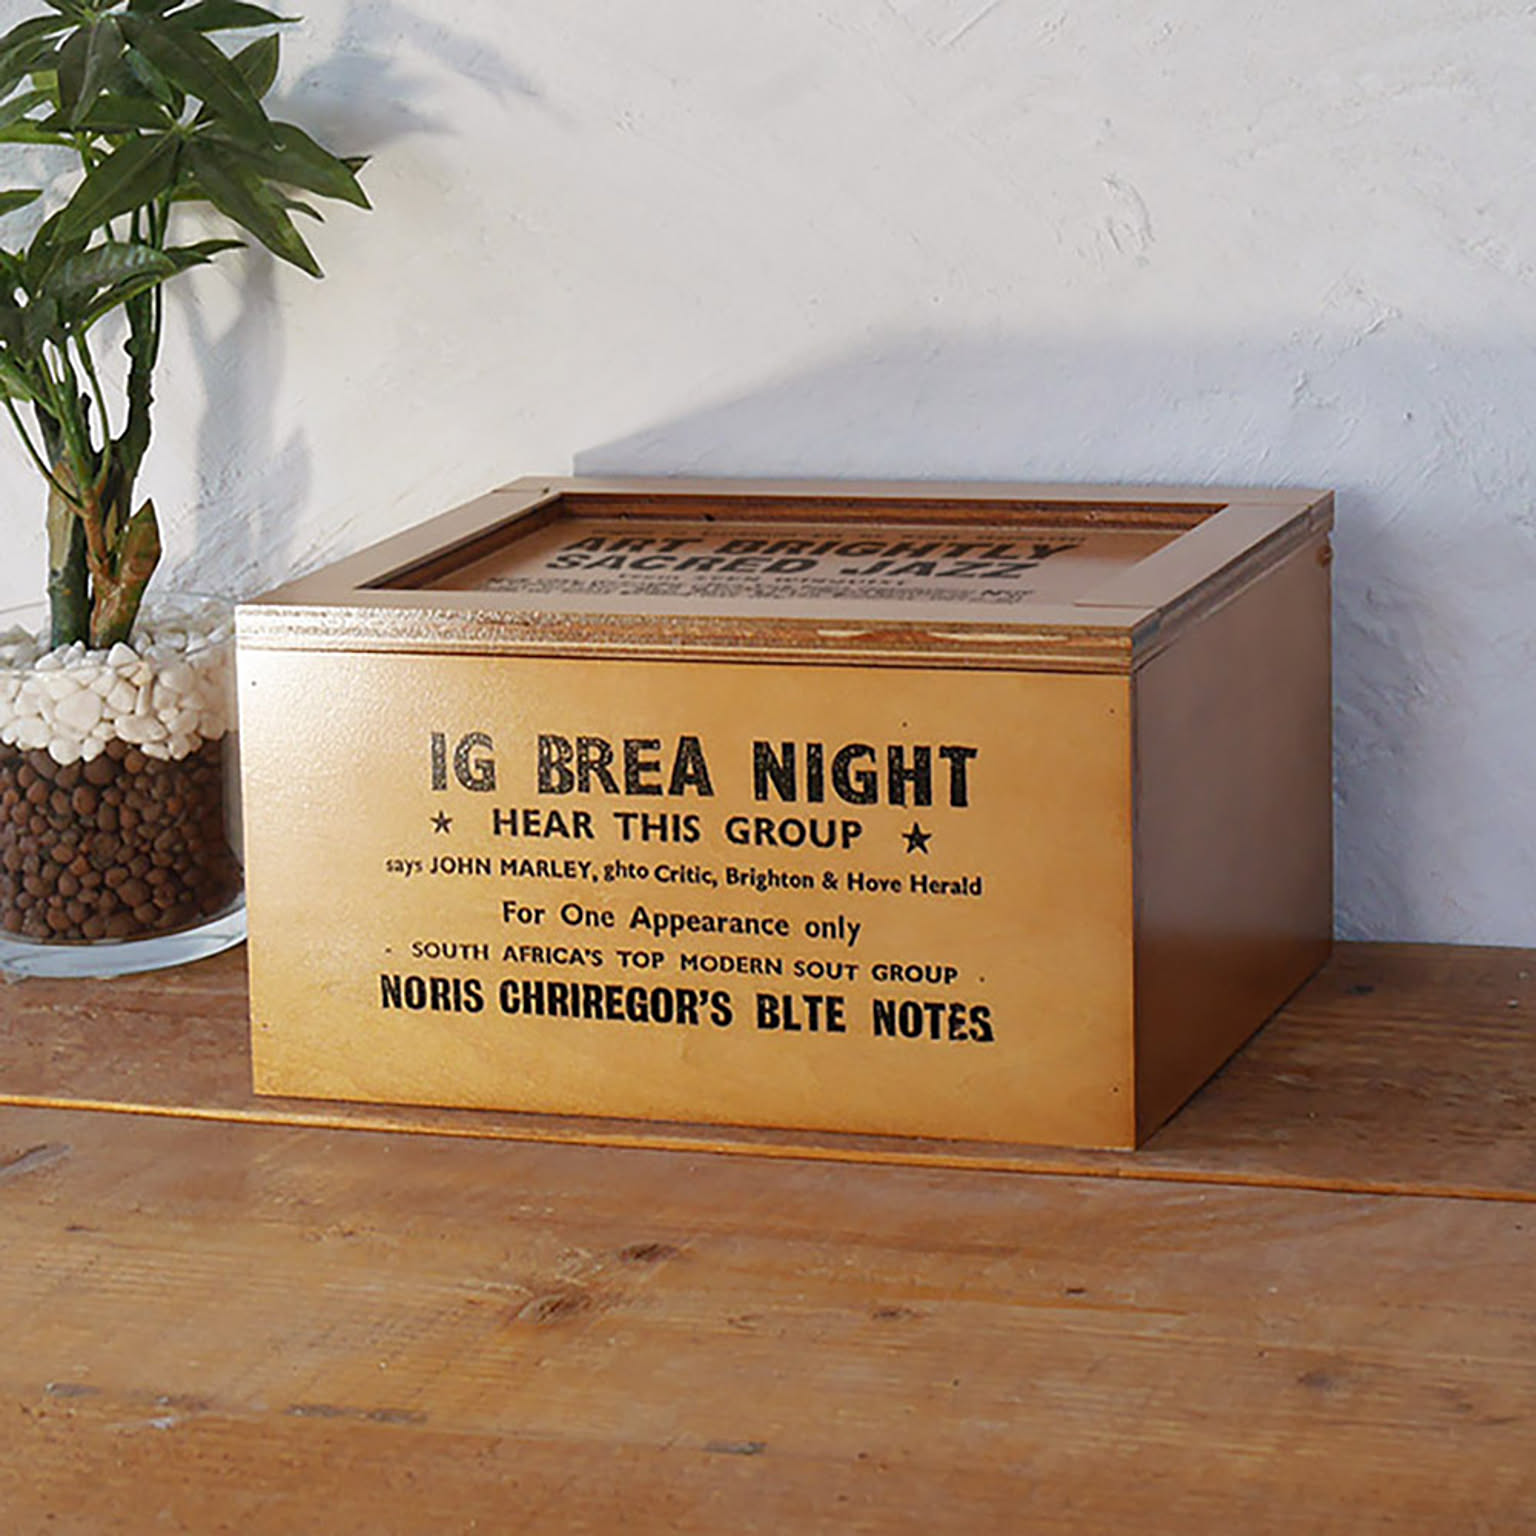 ART BRIGHTLY
SACRED JAZZ
IG BREA NIGHT
★ HEAR THIS GROUP ★
says JOHN MARLEY, ghto Critic, Brighton & Hove Herald
For One Appearance only
· SOUTH AFRICA'S TOP MODERN SOUT GROUP ·
NORIS CHRIREGOR'S BLTE NOTES